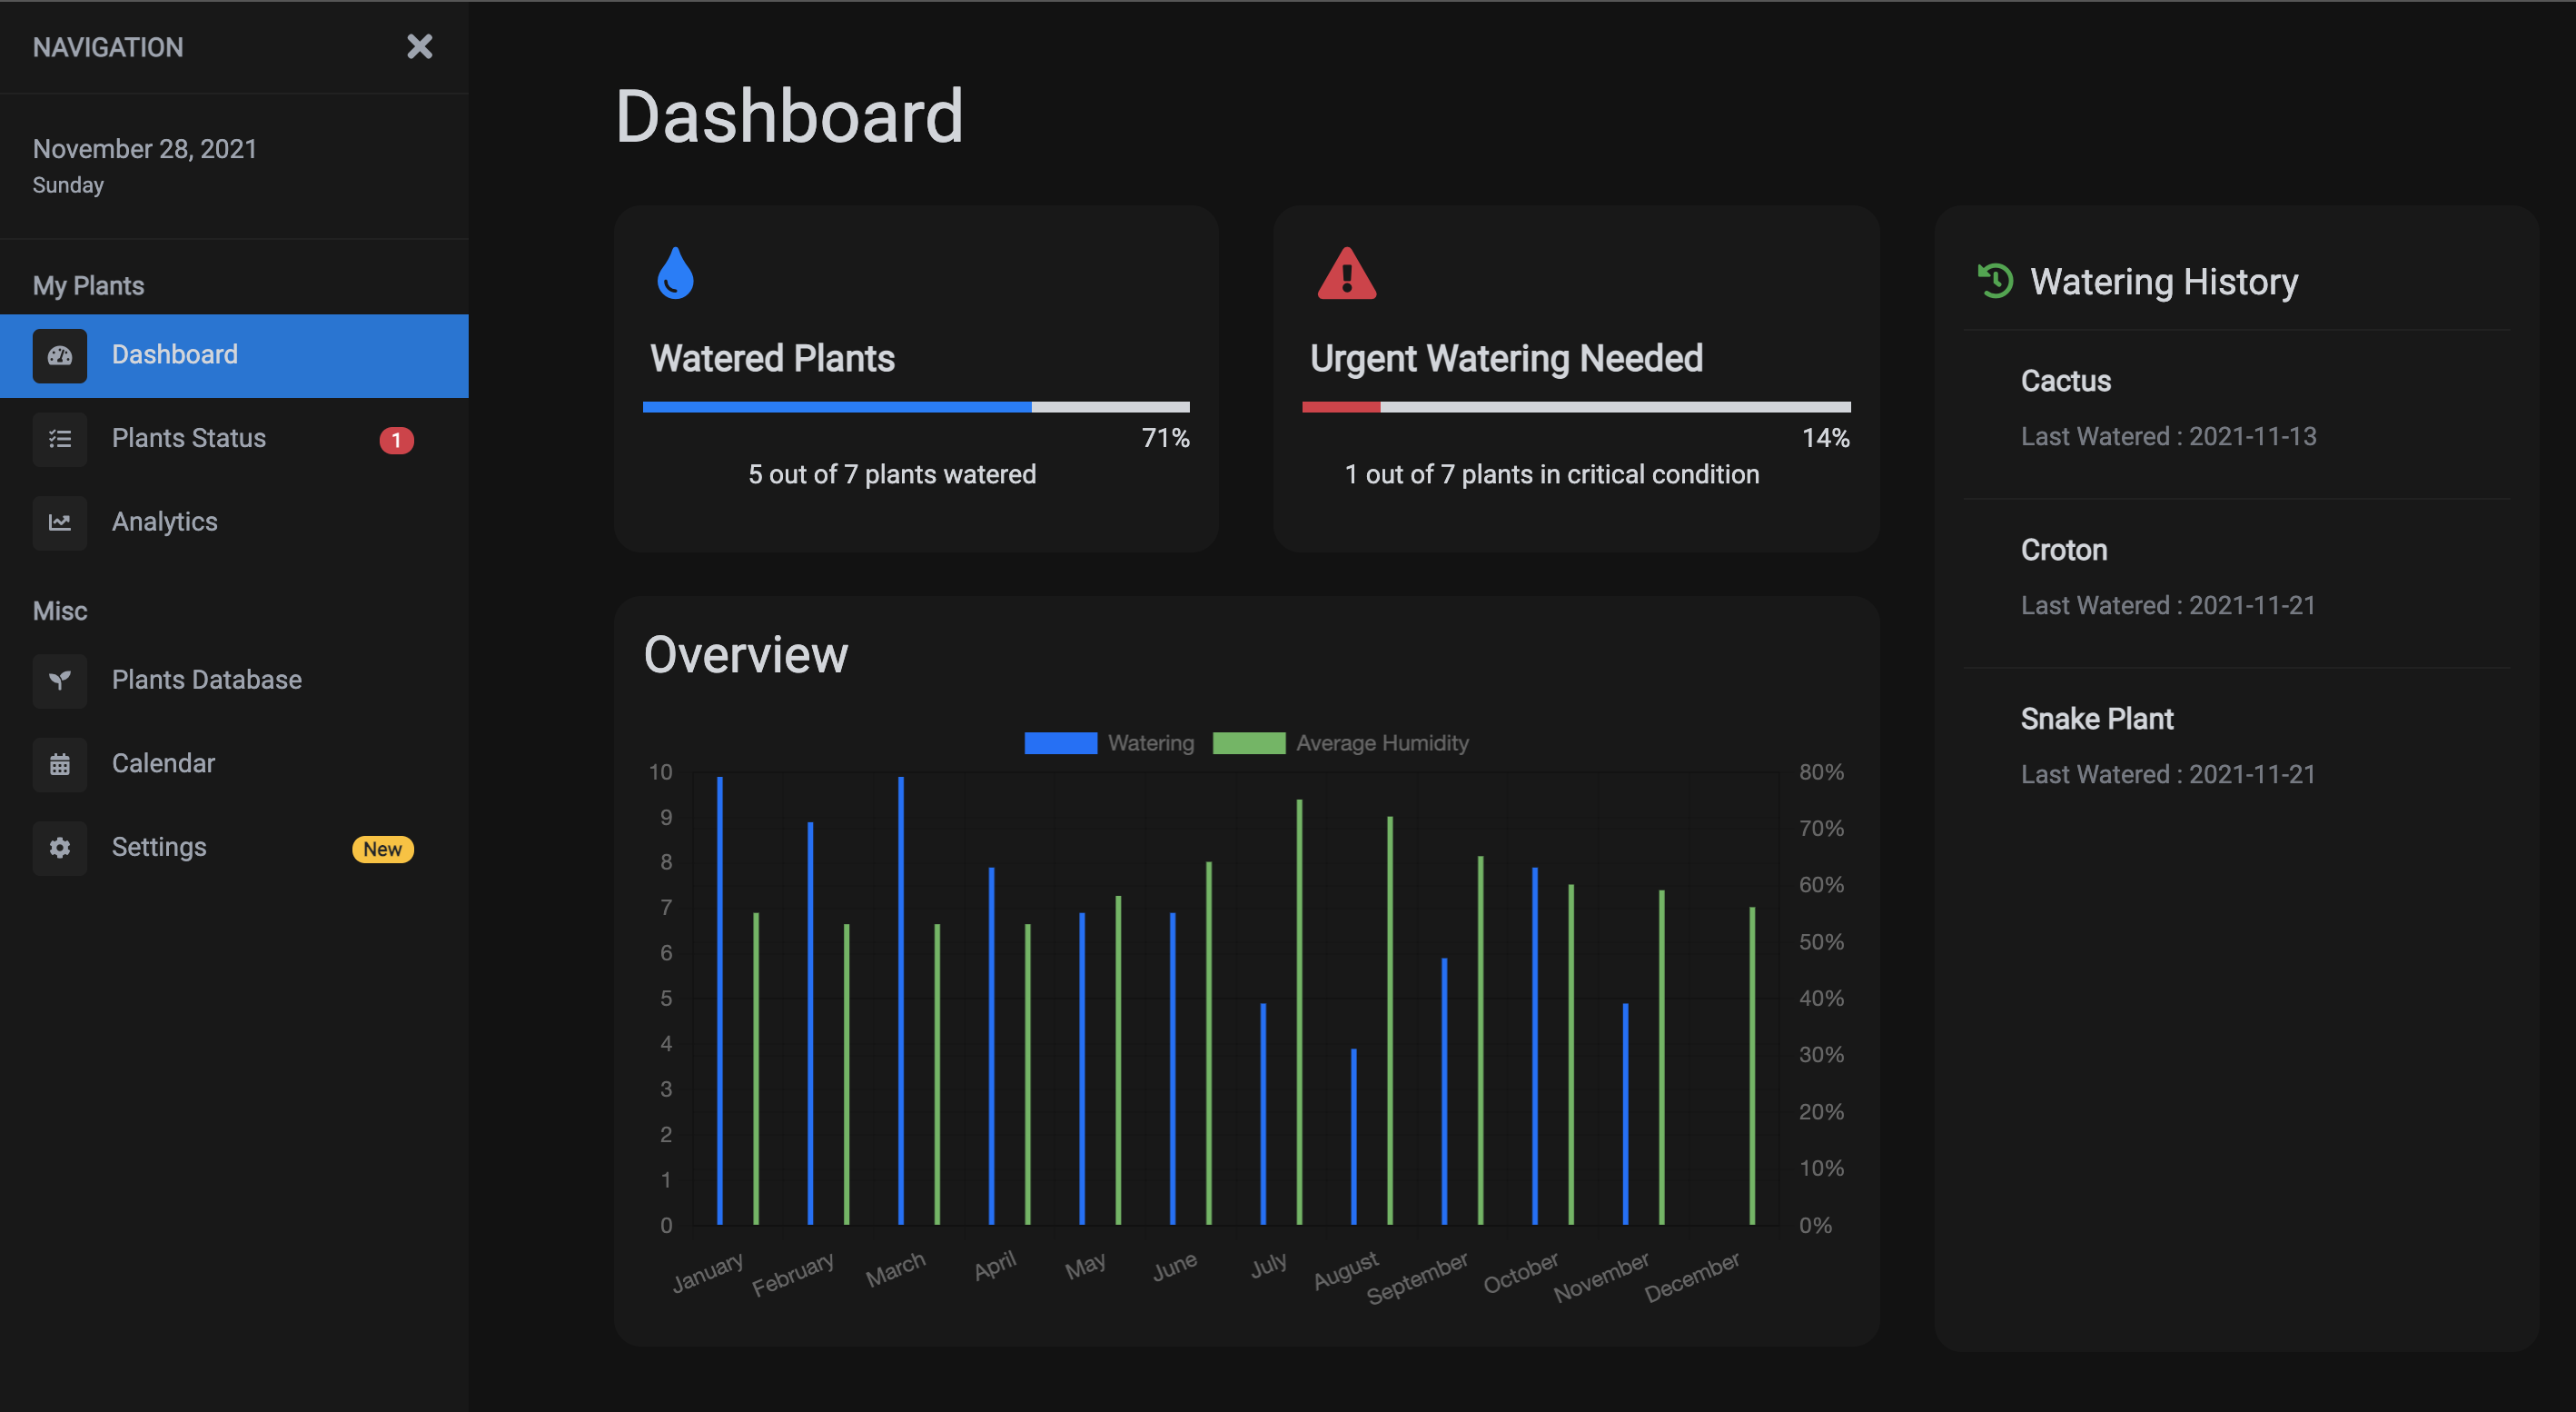 NAVIGATION
November 28, 2021
Sunday
My Plants
Dashboard
Plants Status
1
Analytics
Misc
Plants Database
Calendar
Settings
New
Dashboard
Watered Plants
71%
5 out of 7 plants watered
Urgent Watering Needed
14%
1 out of 7 plants in critical condition
Overview
Watering
Average Humidity
10
9
8
7
6
5
4
3
2
1
0
80%
70%
60%
50%
40%
30%
20%
10%
0%
January
February
March
April
May
June
July
August
September
October
November
December
Watering History
Cactus
Last Watered : 2021-11-13
Croton
Last Watered : 2021-11-21
Snake Plant
Last Watered : 2021-11-21